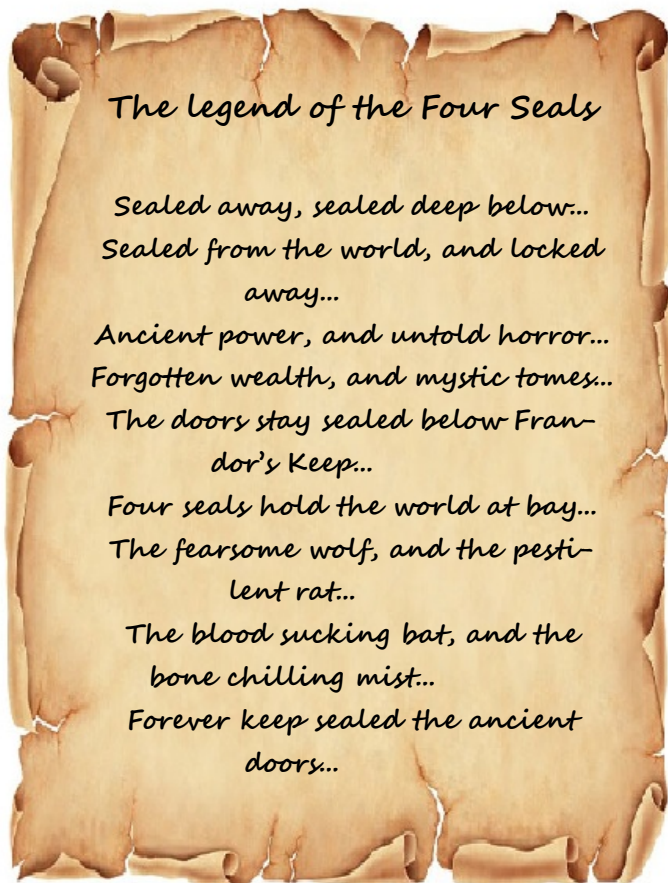 The legend of the Four Seals
Sealed away, sealed deep below...
Sealed from the world, and locked
away...
Ancient power, and untold horror...
Forgotten wealth, and mystic tomes...
The doors stay sealed below Fran-
dor's Keep...
Four seals hold the world at bay...
The fearsome wolf, and the pesti-
lent rat...
The blood sucking bat, and the
bone chilling mist...
Forever keep sealed the ancient
doors...